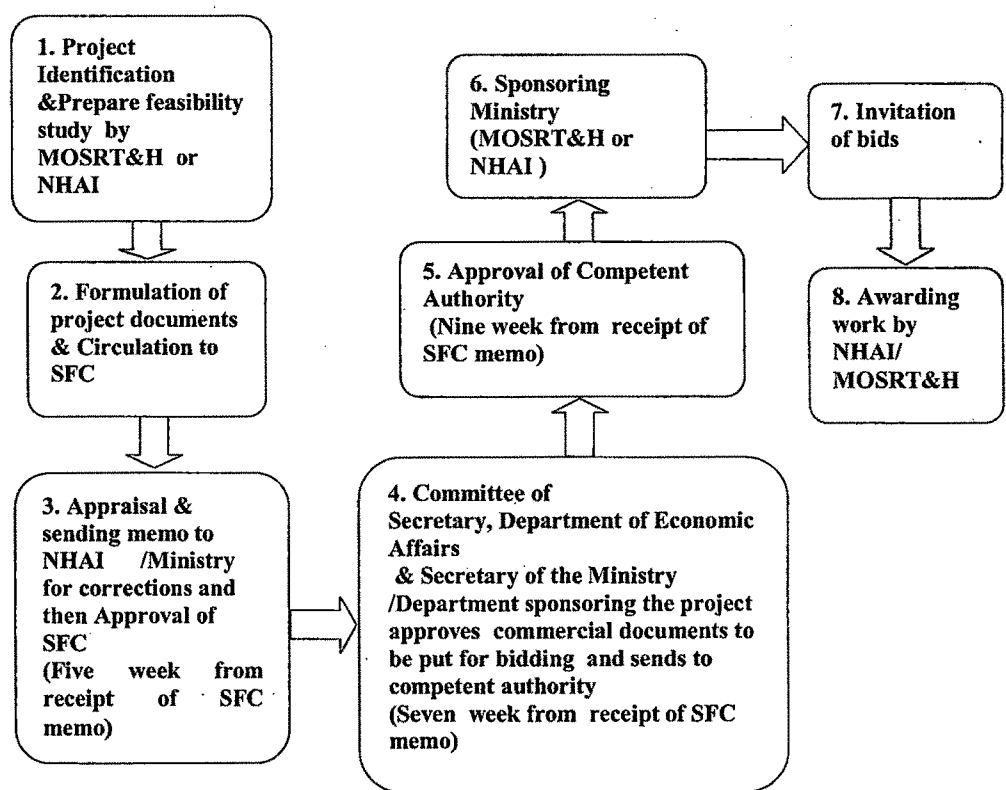 1. Project
Identification
&Prepare feasibility
study by
MOSRT&H or
NHAI
2. Formulation of
project documents
& Circulation to
SFC
3. Appraisal &
sending memo to
NHAI /Ministry
for corrections and
then Approval of
SFC
(Five week from
receipt of SFC
memo)
4. Committee of
Secretary, Department of Economic
Affairs
& Secretary of the Ministry
/Department sponsoring the project
approves commercial documents to
be put for bidding and sends to
competent authority
(Seven week from receipt of SFC
memo)
5. Approval of Competent
Authority
(Nine week from receipt of
SFC memo)
6. Sponsoring
Ministry
(MOSRT&H or
NHAI )
7. Invitation
of bids
8. Awarding
work by
NHAI/
MOSRT&H